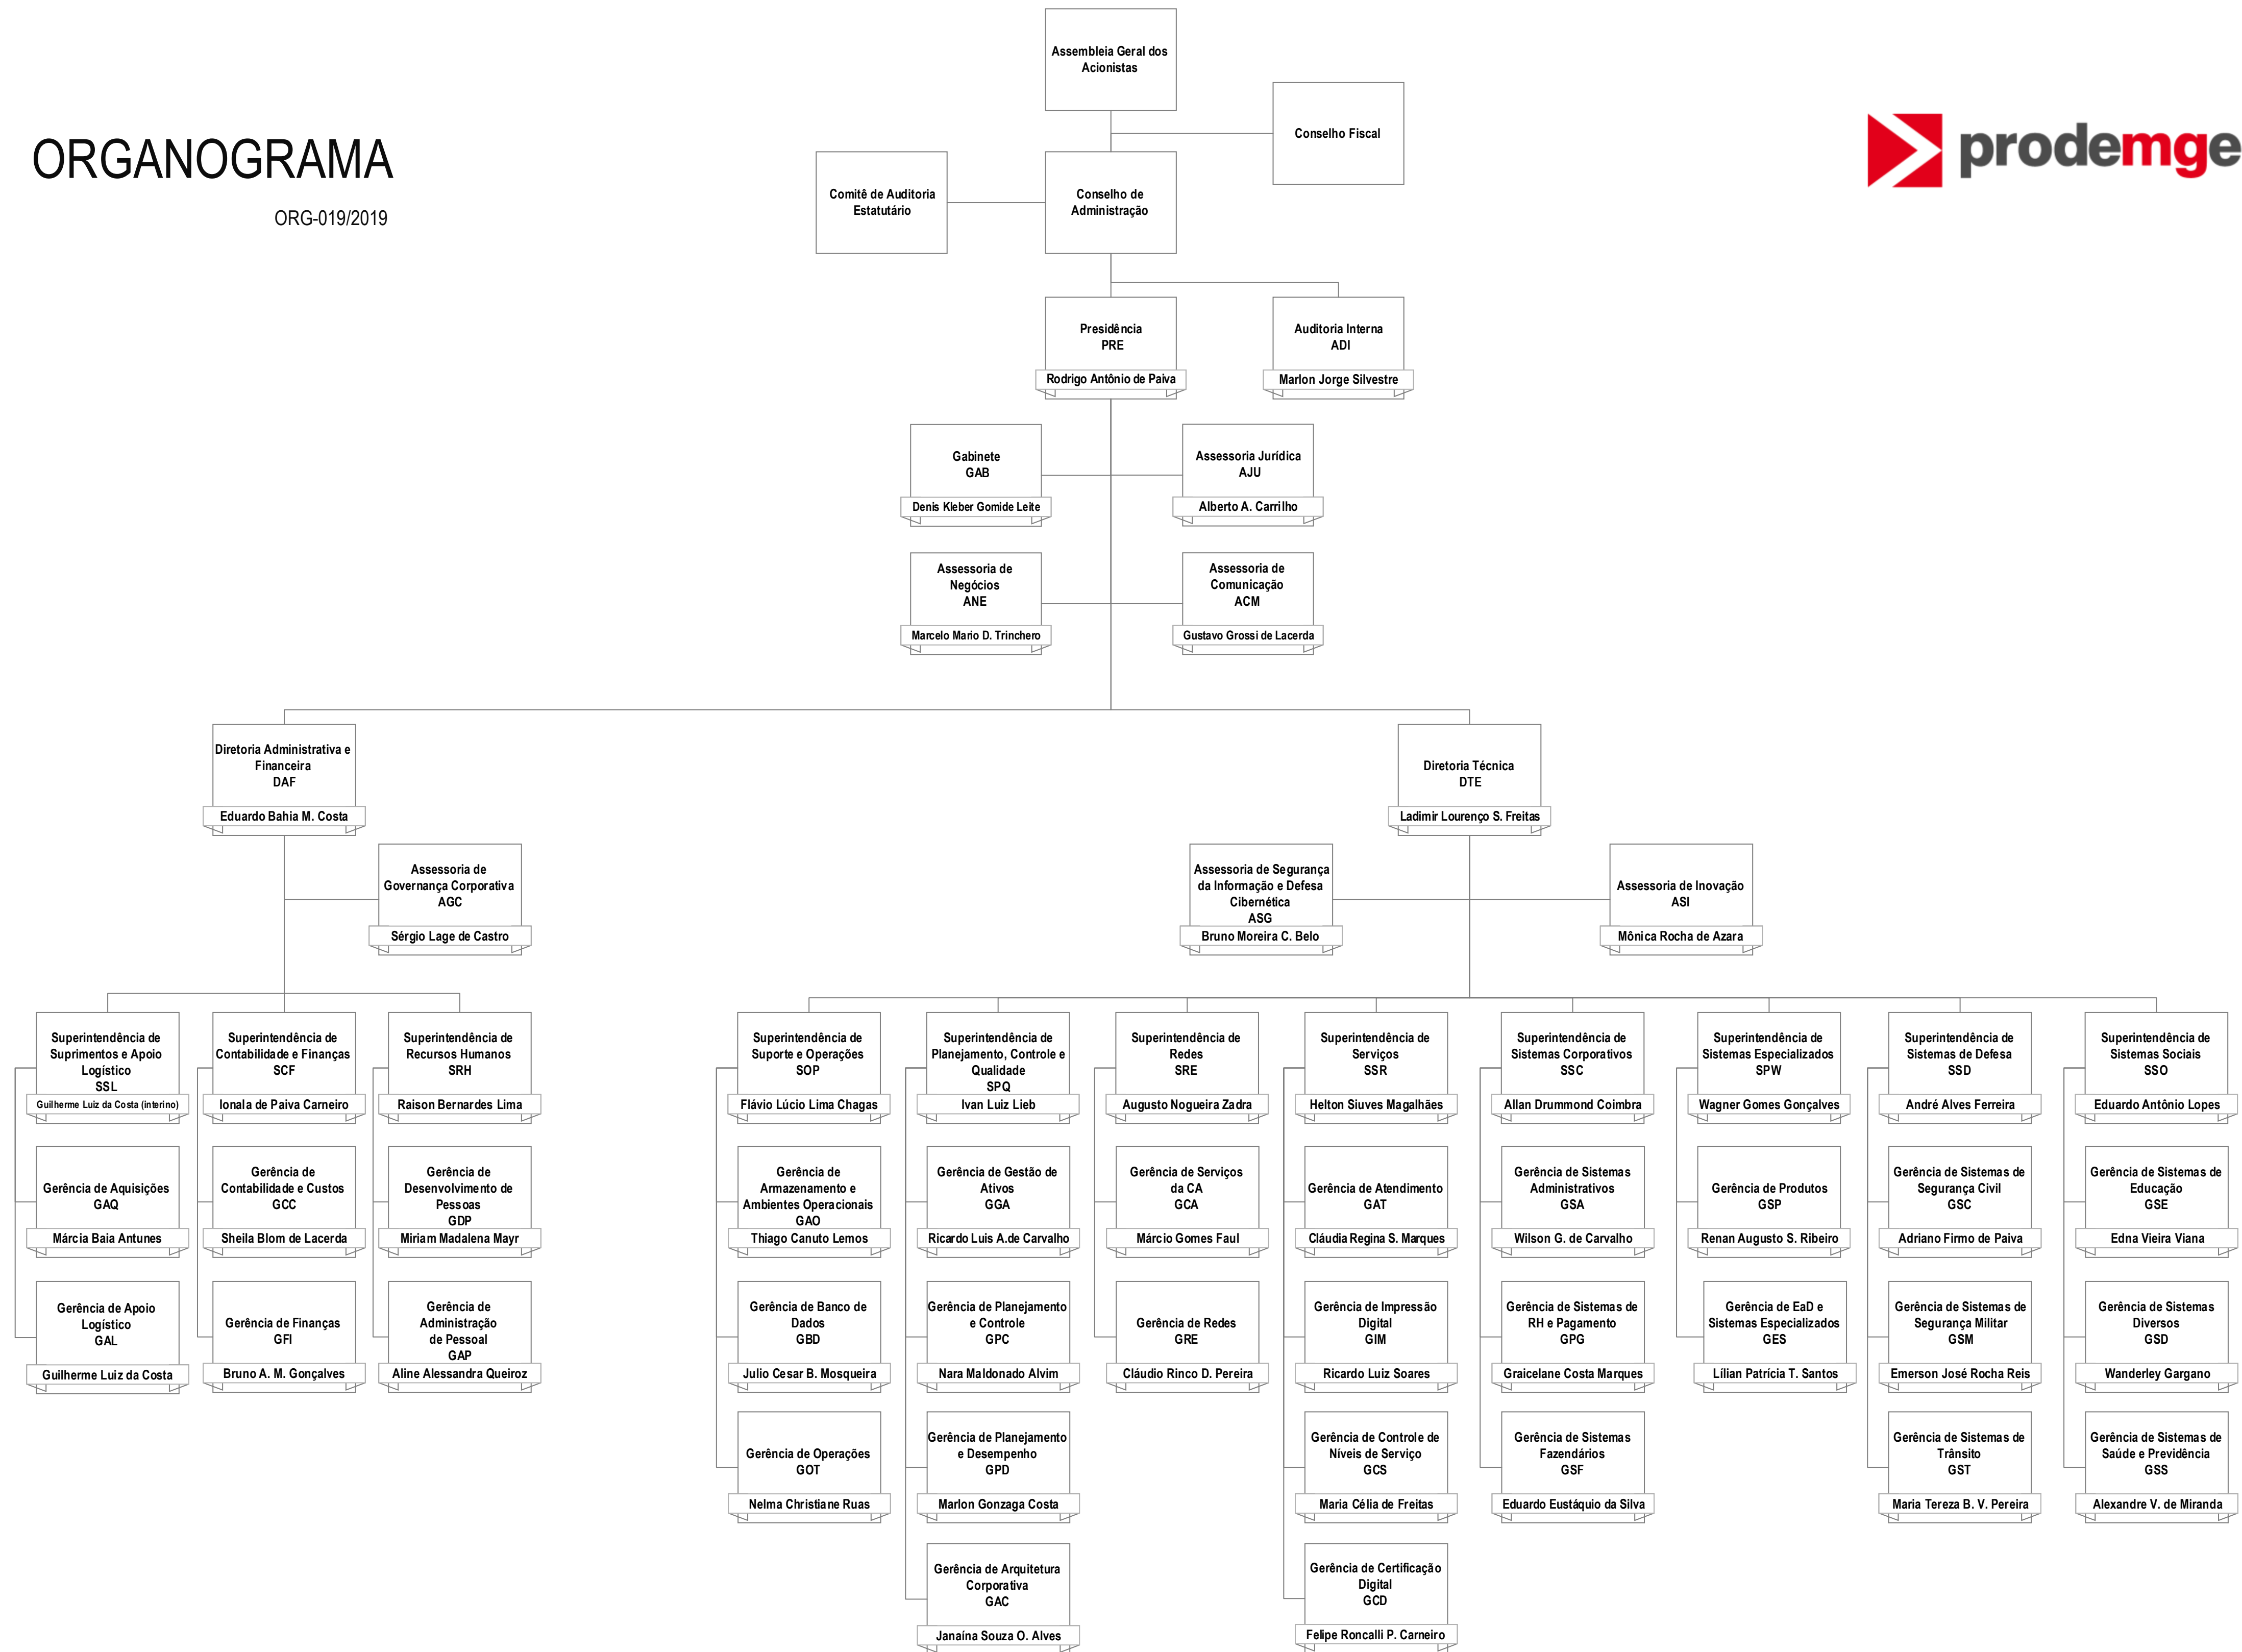 Assembleia Geral dos
Acionistas
Conselho Fiscal
ORGANOGRAMA
ORG-019/2019
prodemge
Comitê de Auditoria
Estatutário
Conselho de
Administração
Presidência
PRE
Rodrigo Antônio de Paiva
Auditoria Interna
ADI
Marlon Jorge Silvestre
Gabinete
GAB
Denis Kleber Gomide Leite
Assessoria Jurídica
AJU
Alberto A. Carrilho
Assessoria de
Negócios
ANE
Marcelo Mario D. Trinchero
Assessoria de
Comunicação
ACM
Gustavo Grossi de Lacerda
Diretoria Administrativa e
Financeira
DAF
Eduardo Bahia M. Costa
Diretoria Técnica
DTE
Ladimir Lourenço S. Freitas
Assessoria de
Governança Corporativa
AGC
Sérgio Lage de Castro
Assessoria de Segurança
da Informação e Defesa
Cibernética
ASG
Bruno Moreira C. Belo
Assessoria de Inovação
ASI
Mônica Rocha de Azara
Superintendência de
Suprimentos e Apoio
Logístico
SSL
Guilherme Luiz da Costa (interino)
Superintendência de
Contabilidade e Finanças
SCF
Ionala de Paiva Carneiro
Superintendência de
Recursos Humanos
SRH
Raison Bernardes Lima
Superintendência de
Suporte e Operações
SOP
Flávio Lúcio Lima Chagas
Superintendência de
Planejamento, Controle e
Qualidade
SPQ
Ivan Luiz Lieb
Superintendência de
Redes
SRE
Augusto Nogueira Zadra
Superintendência de
Serviços
SSR
Helton Siuves Magalhães
Superintendência de
Sistemas Corporativos
SSC
Allan Drummond Coimbra
Superintendência de
Sistemas Especializados
SPW
Wagner Gomes Gonçalves
Superintendência de
Sistemas de Defesa
SSD
André Alves Ferreira
Superintendência de
Sistemas Sociais
SSO
Eduardo Antônio Lopes
Gerência de Aquisições
GAQ
Márcia Baia Antunes
Gerência de
Contabilidade e Custos
GCC
Sheila Blom de Lacerda
Gerência de
Desenvolvimento de
Pessoas
GDP
Miriam Madalena Mayr
Gerência de
Armazenamento e
Ambientes Operacionais
GAO
Thiago Canuto Lemos
Gerência de Gestão de
Ativos
GGA
Ricardo Luis A.de Carvalho
Gerência de Serviços
da CA
GCA
Márcio Gomes Faul
Gerência de Atendimento
GAT
Cláudia Regina S. Marques
Gerência de Sistemas
Administrativos
GSA
Wilson G. de Carvalho
Gerência de Produtos
GSP
Renan Augusto S. Ribeiro
Gerência de Sistemas de
Segurança Civil
GSC
Adriano Firmo de Paiva
Gerência de Sistemas de
Educação
GSE
Edna Vieira Viana
Gerência de Apoio
Logístico
GAL
Guilherme Luiz da Costa
Gerência de Finanças
GFI
Bruno A. M. Gonçalves
Gerência de
Administração
de Pessoal
GAP
Aline Alessandra Queiroz
Gerência de Banco de
Dados
GBD
Julio Cesar B. Mosqueira
Gerência de Planejamento
e Controle
GPC
Nara Maldonado Alvim
Gerência de Redes
GRE
Cláudio Rinco D. Pereira
Gerência de Impressão
Digital
GIM
Ricardo Luiz Soares
Gerência de Sistemas de
RH e Pagamento
GPG
Graicelane Costa Marques
Gerência de EaD e
Sistemas Especializados
GES
Lílian Patrícia T. Santos
Gerência de Sistemas de
Segurança Militar
GSM
Emerson José Rocha Reis
Gerência de Sistemas
Diversos
GSD
Wanderley Gargano
Gerência de Operações
GOT
Nelma Christiane Ruas
Gerência de Planejamento
e Desempenho
GPD
Marlon Gonzaga Costa
Gerência de Controle de
Níveis de Serviço
GCS
Maria Célia de Freitas
Gerência de Sistemas
Fazendários
GSF
Eduardo Eustáquio da Silva
Gerência de Sistemas de
Trânsito
GST
Maria Tereza B. V. Pereira
Gerência de Sistemas de
Saúde e Previdência
GSS
Alexandre V. de Miranda
Gerência de Arquitetura
Corporativa
GAC
Janaína Souza O. Alves
Gerência de Certificação
Digital
GCD
Felipe Roncalli P. Carneiro